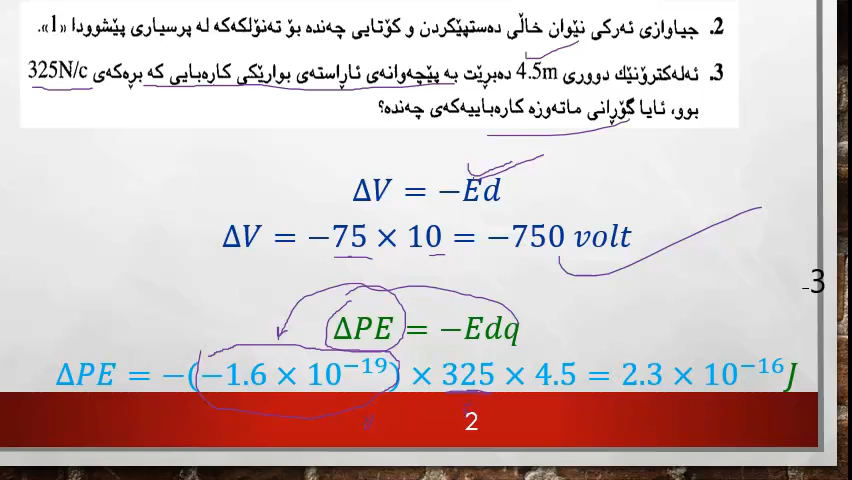 2. جیاوازی ئەرکی نێوان خاڵی دەستپێکردن و کۆتایی چەندە بۆ تەنۆلکەکە لە پرسیاری پێشوودا «1».
3. ئەلەکترۆنێك دووری 4.5m دەبڕێت بە پێچەوانەی ئاڕاستەی بوارێکی کارەبایی کە بڕەکەی 325N/c
بوو، ئایا گۆڕانی ماتەوزە کارەباییەکەی چەندە؟
ΔV = −Ed
ΔV = −75 × 10 = −750 volt
-3
ΔPE = −Edq
ΔPE = −(−1.6 × 10⁻¹⁹) × 325 × 4.5 = 2.3 × 10⁻¹⁶J
2